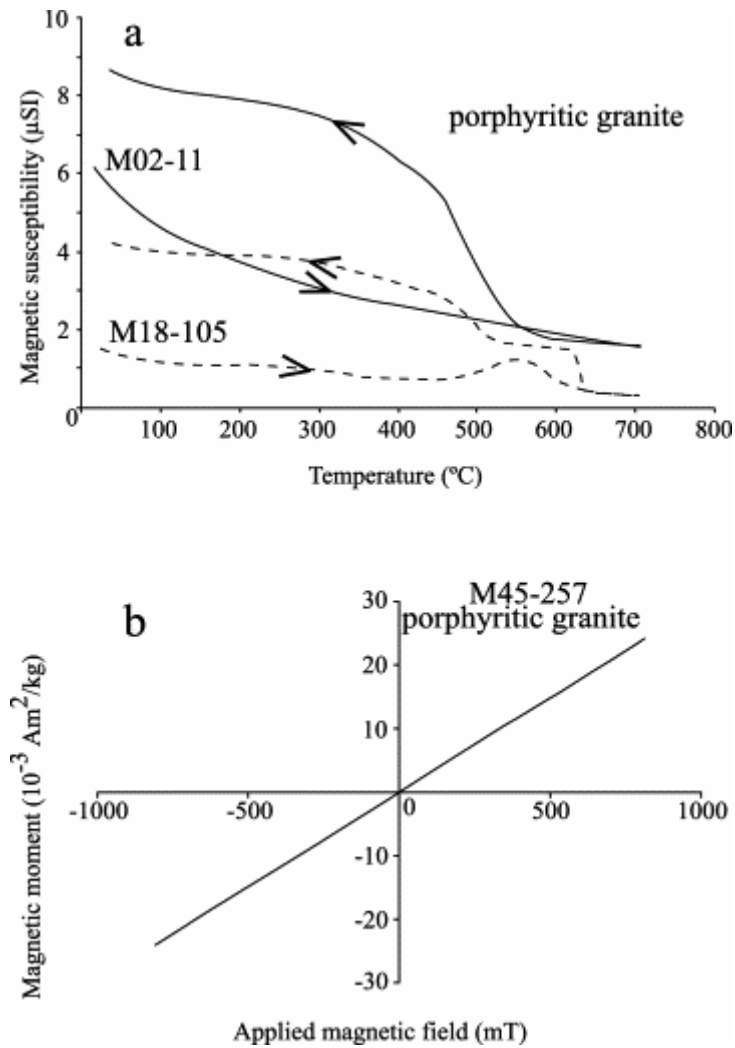 a
10
8
6
4
2
0
Magnetic susceptibility (µSI)
porphyritic granite
M02-11
M18-105
100 200 300 400 500 600 700 800
Temperature (ºC)
b
M45-257
porphyritic granite
30
20
10
-1000 -500 0 500 1000
-10
-20
-30
Magnetic moment (10⁻³ Am²/kg)
Applied magnetic field (mT)